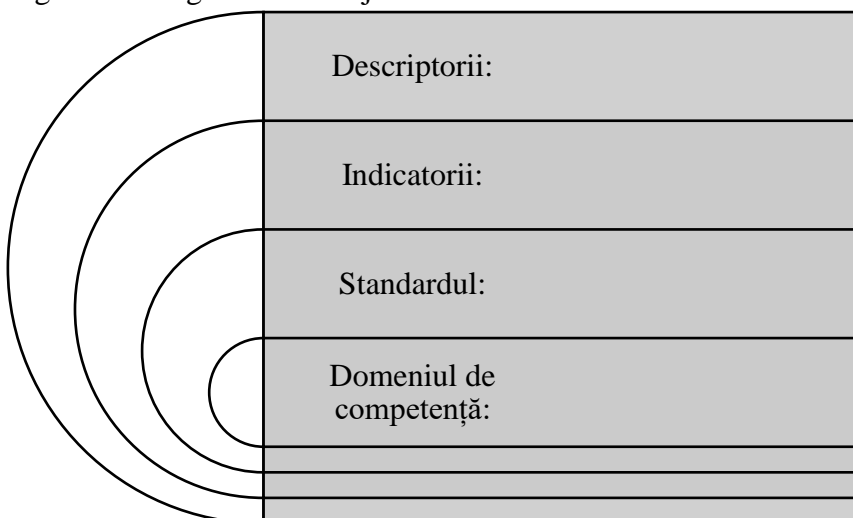 Descriptorii:
Indicatorii:
Standardul:
Domeniul de
competență: